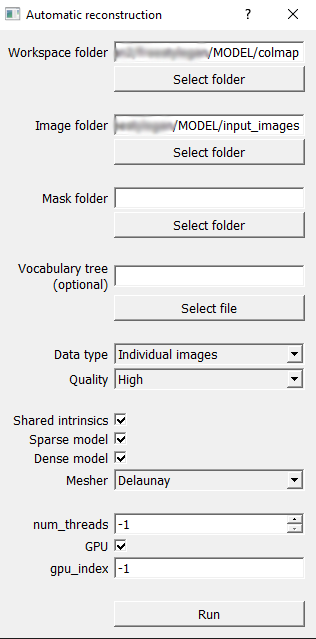 Automatic reconstruction
Workspace folder /MODEL/colmap
Select folder
Image folder /MODEL/input_images
Select folder
Mask folder
Select folder
Vocabulary tree
(optional)
Select file
Data type Individual images
Quality High
Shared intrinsics
Sparse model
Dense model
Mesher Delaunay
num_threads -1
GPU
gpu_index -1
Run